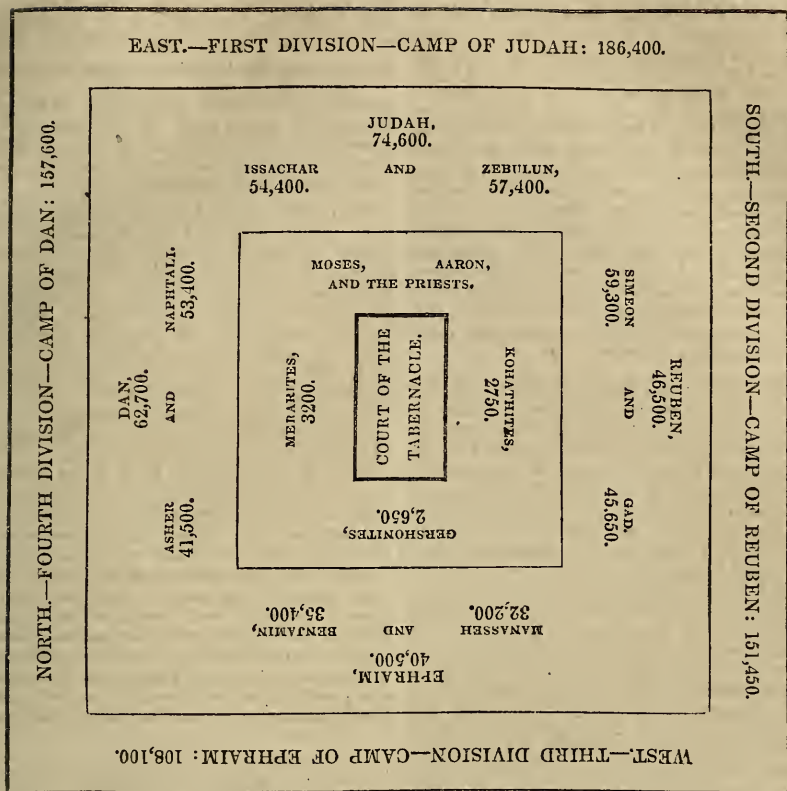 EAST.—FIRST DIVISION—CAMP OF JUDAH: 186,400.
JUDAH,
74,600.
ISSACHAR AND ZEBULUN,
54,400. 57,400.
SOUTH.—SECOND DIVISION—CAMP OF REUBEN: 151,450.
REUBEN,
46,500.
SIMEON AND GAD.
59,300. 45,650.
WEST.—THIRD DIVISION—CAMP OF EPHRAIM: 108,100.
EPHRAIM,
40,500.
MANASSEH AND BENJAMIN,
32,200. 35,400.
NORTH.—FOURTH DIVISION—CAMP OF DAN: 157,600.
DAN,
62,700.
ASHER AND NAPHTALI.
41,500. 53,400.
MOSES, AARON,
AND THE PRIESTS.
KOHATHITES,
2750.
GERSHONITES,
2,650.
MERARITES,
3200.
COURT OF THE
TABERNACLE.